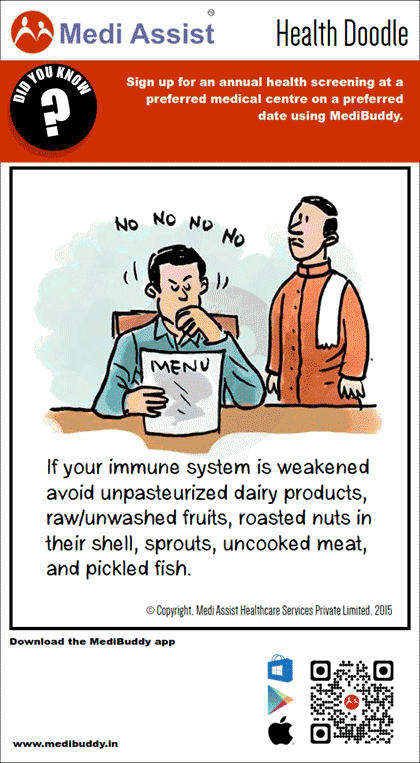 Medi Assist
Health Doodle
DID YOU KNOW
?
Sign up for an annual health screening at a
preferred medical centre on a preferred
date using MediBuddy.
NO NO NO NO
MENU
If your immune system is weakened
avoid unpasteurized dairy products,
raw/unwashed fruits, roasted nuts in
their shell, sprouts, uncooked meat,
and pickled fish.
© Copyright, Medi Assist Healthcare Services Private Limited, 2015
Download the MediBuddy app
www.medibuddy.in